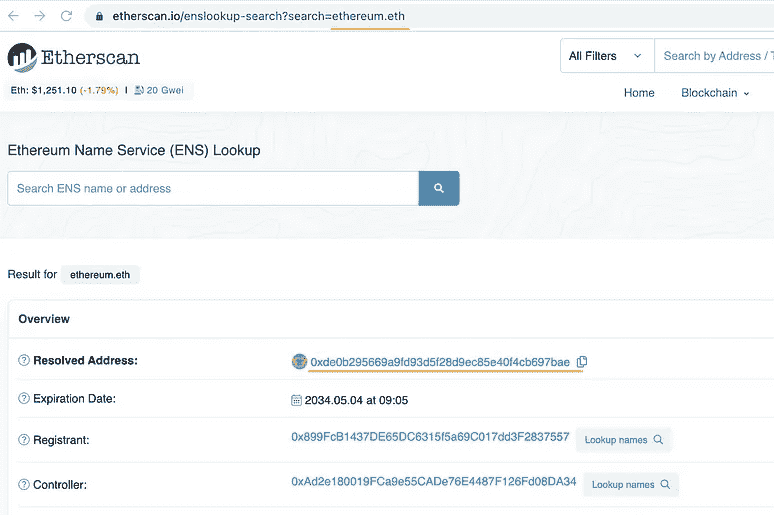 etherscan.io/enslookup-search?search=ethereum.eth
Etherscan
All Filters
Search by Address / T
Eth: $1,251.10 (-1.79%) | 20 Gwei
Home Blockchain
Ethereum Name Service (ENS) Lookup
Search ENS name or address
Result for ethereum.eth
Overview
Resolved Address: 0xde0b295669a9fd93d5f28d9ec85e40f4cb697bae
Expiration Date: 2034.05.04 at 09:05
Registrant: 0x899FcB1437DE65DC6315f5a69C017dd3F2837557 Lookup names
Controller: 0xAd2e180019FCa9e55CADe76E4487F126Fd08DA34 Lookup names